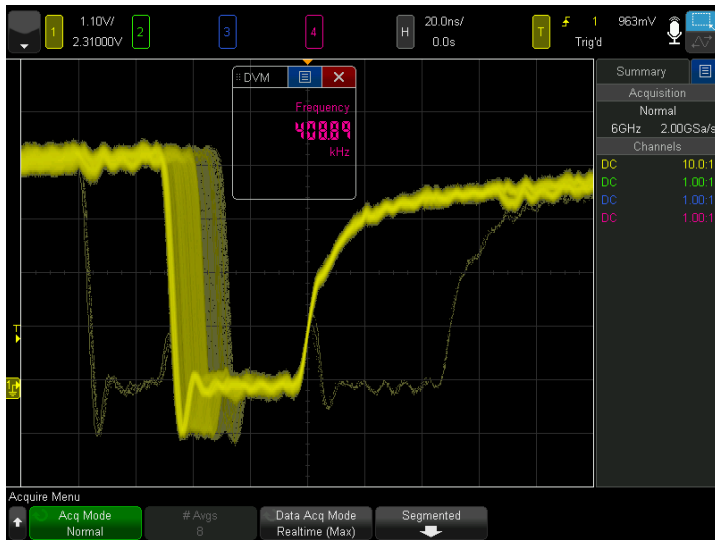 1 1.10V/ 2.31000V 2 3 4 H 20.0ns/ 0.0s T 1 963mV Trig'd
DVM
Frequency
408.89
kHz
Summary
Acquisition
Normal
6GHz 2.00GSa/s
Channels
DC 10.0:1
DC 1.00:1
DC 1.00:1
DC 1.00:1
T
1
Acquire Menu
Acq Mode
Normal
# Avgs
8
Data Acq Mode
Realtime (Max)
Segmented